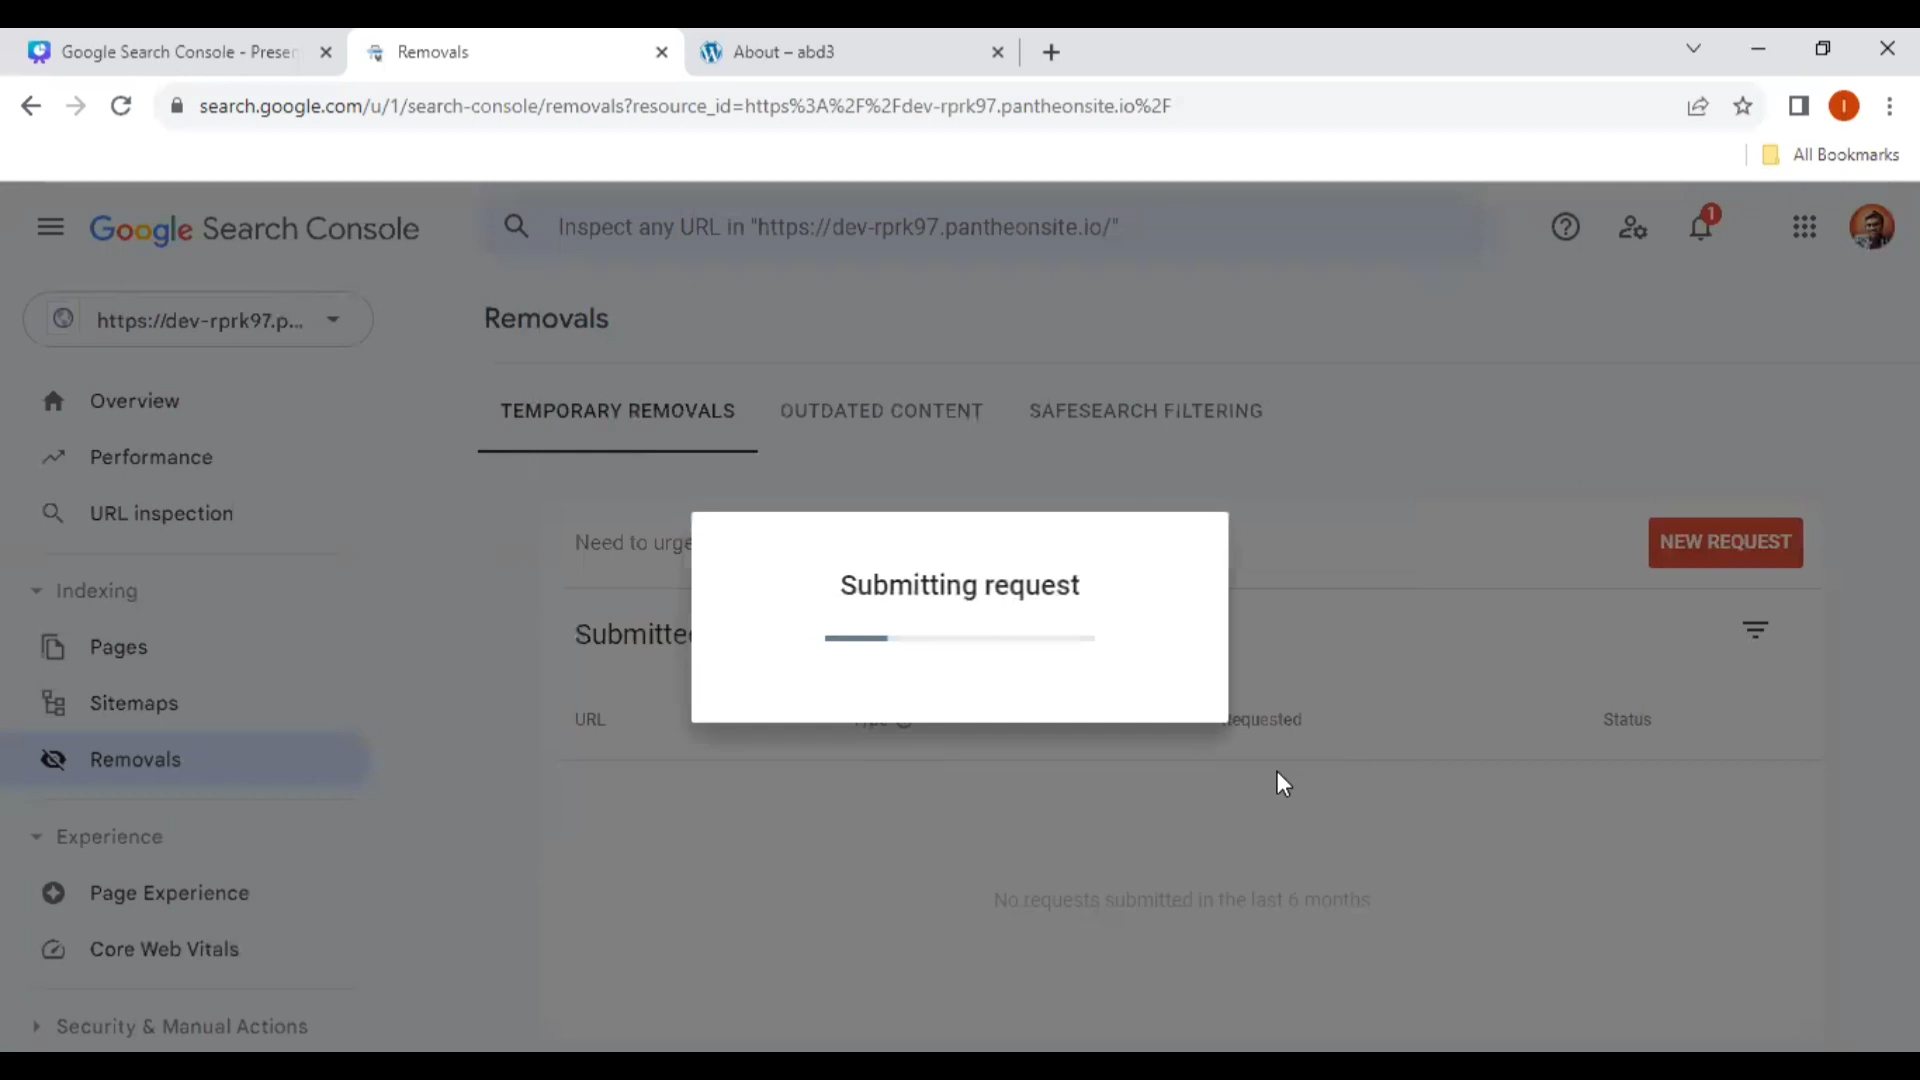 Google Search Console - Presen
Removals
About – abd3
search.google.com/u/1/search-console/removals?resource_id=https%3A%2F%2Fdev-rprk97.pantheonsite.io%2F
I
All Bookmarks
Google Search Console
Inspect any URL in "https://dev-rprk97.pantheonsite.io/"
1
https://dev-rprk97.p...
Removals
Overview
TEMPORARY REMOVALS
OUTDATED CONTENT
SAFESEARCH FILTERING
Performance
URL inspection
Need to urge
NEW REQUEST
Indexing
Submitting request
Submitted
Pages
Sitemaps
URL
Type
Requested
Status
Removals
Experience
Page Experience
No requests submitted in the last 6 months
Core Web Vitals
Security & Manual Actions